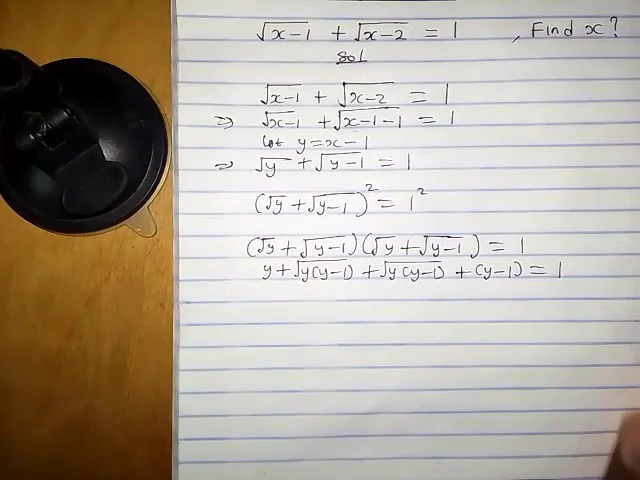 √x-1 + √x-2 = 1 , Find x?
sol
√x-1 + √x-2 = 1
⇒ √x-1 + √x-1-1 = 1
let y = x-1
⇒ √y + √y-1 = 1
(√y + √y-1)² = 1²
(√y + √y-1)(√y + √y-1) = 1
y + √y(y-1) + √y(y-1) + (y-1) = 1